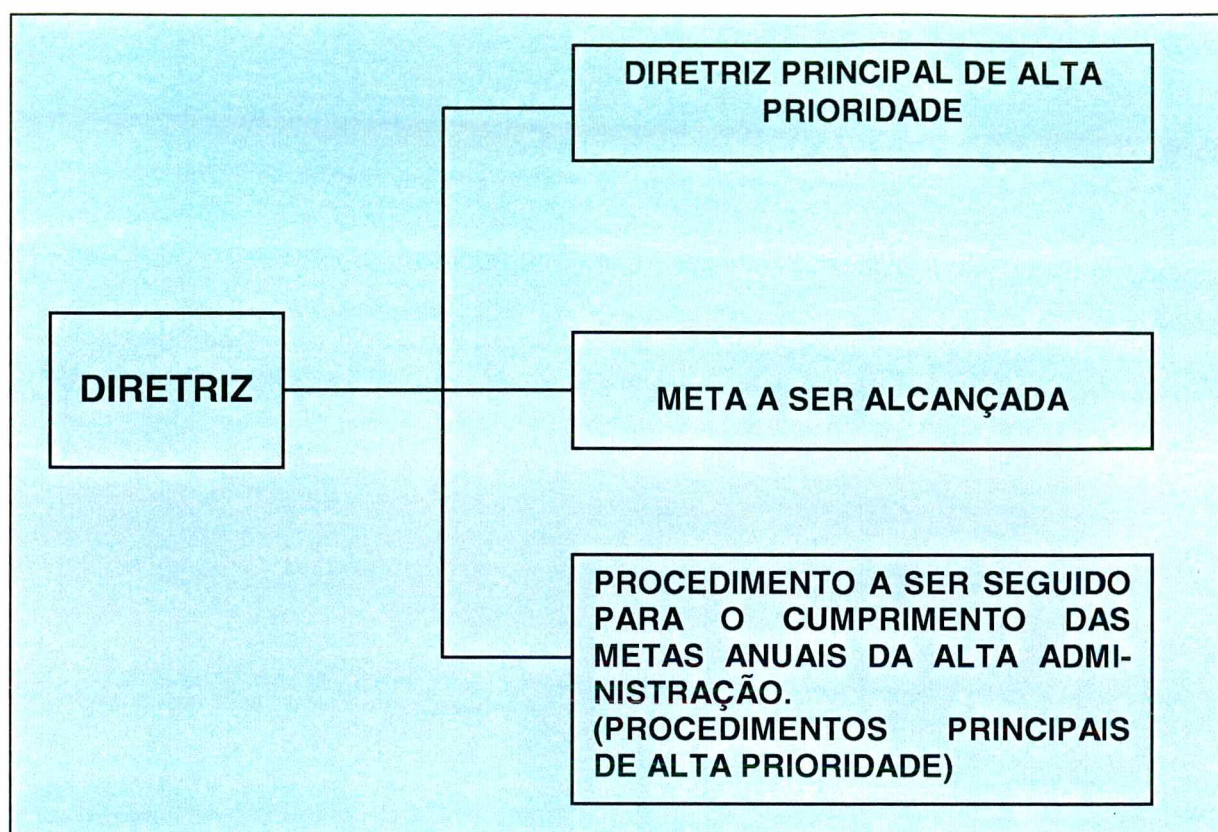 DIRETRIZ PRINCIPAL DE ALTA
PRIORIDADE
DIRETRIZ
META A SER ALCANÇADA
PROCEDIMENTO A SER SEGUIDO
PARA O CUMPRIMENTO DAS
METAS ANUAIS DA ALTA ADMI-
NISTRAÇÃO.
(PROCEDIMENTOS PRINCIPAIS
DE ALTA PRIORIDADE)